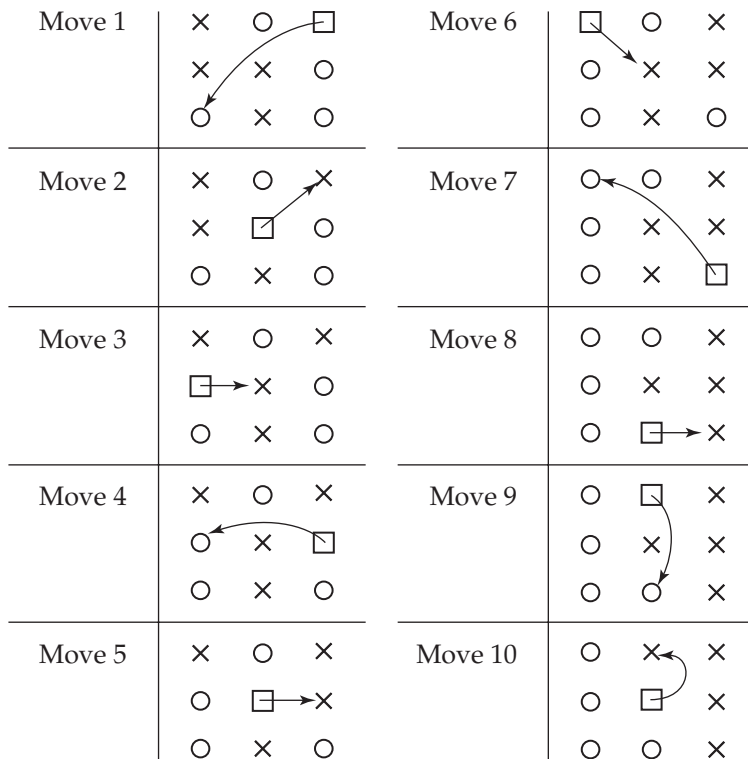 Move 1
× ○ □
× × ○
○ × ○
Move 2
× ○ ×
× □ ○
○ × ○
Move 3
× ○ ×
□ × ○
○ × ○
Move 4
× ○ ×
○ × □
○ × ○
Move 5
× ○ ×
○ □ ×
○ × ○
Move 6
□ ○ ×
○ × ×
○ × ○
Move 7
○ ○ ×
○ × ×
○ × □
Move 8
○ ○ ×
○ × ×
○ □ ×
Move 9
○ □ ×
○ × ×
○ ○ ×
Move 10
○ × ×
○ □ ×
○ ○ ×